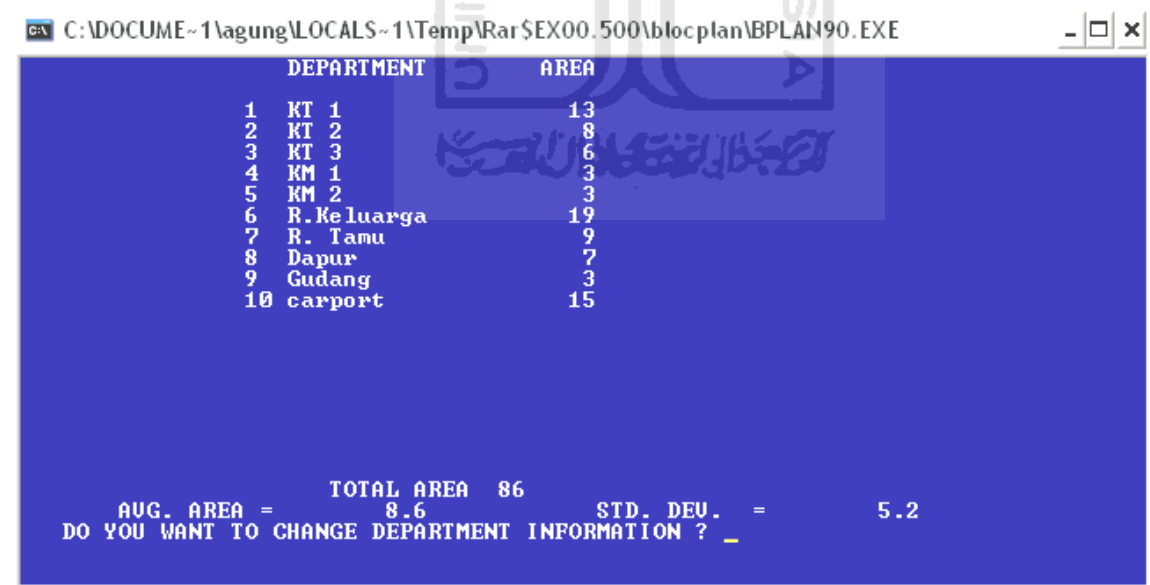 C:\DOCUME~1\agung\LOCALS~1\Temp\Rar$EX00.500\blocplan\BPLAN90.EXE
DEPARTMENT AREA
1 KT 1 13
2 KT 2 8
3 KT 3 6
4 KM 1 3
5 KM 2 3
6 R.Keluarga 19
7 R. Tamu 9
8 Dapur 7
9 Gudang 3
10 carport 15
TOTAL AREA 86
AVG. AREA = 8.6 STD. DEV. = 5.2
DO YOU WANT TO CHANGE DEPARTMENT INFORMATION ? _